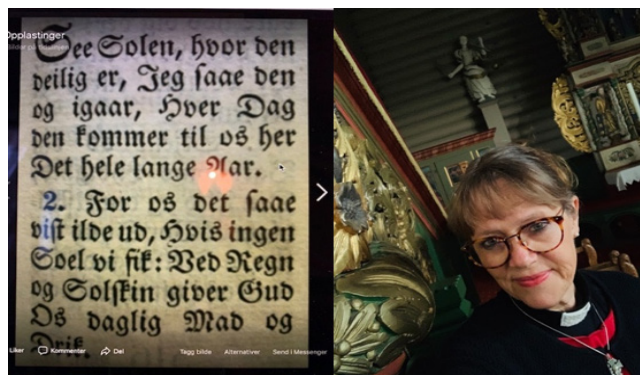 Opplastinger
See Solen, hvor den
deilig er, Jeg saae den
og igaar, Hver Dag
den kommer til os her
Det hele lange Aar.
2. For os det saae
vist ilde ud, Hvis ingen
Soel vi fik: Ved Regn
og Solskin giver Gud
Os daglig Mad og
Drik.
Liker Kommenter Del Tagg bilde Alternativer Send i Messenger